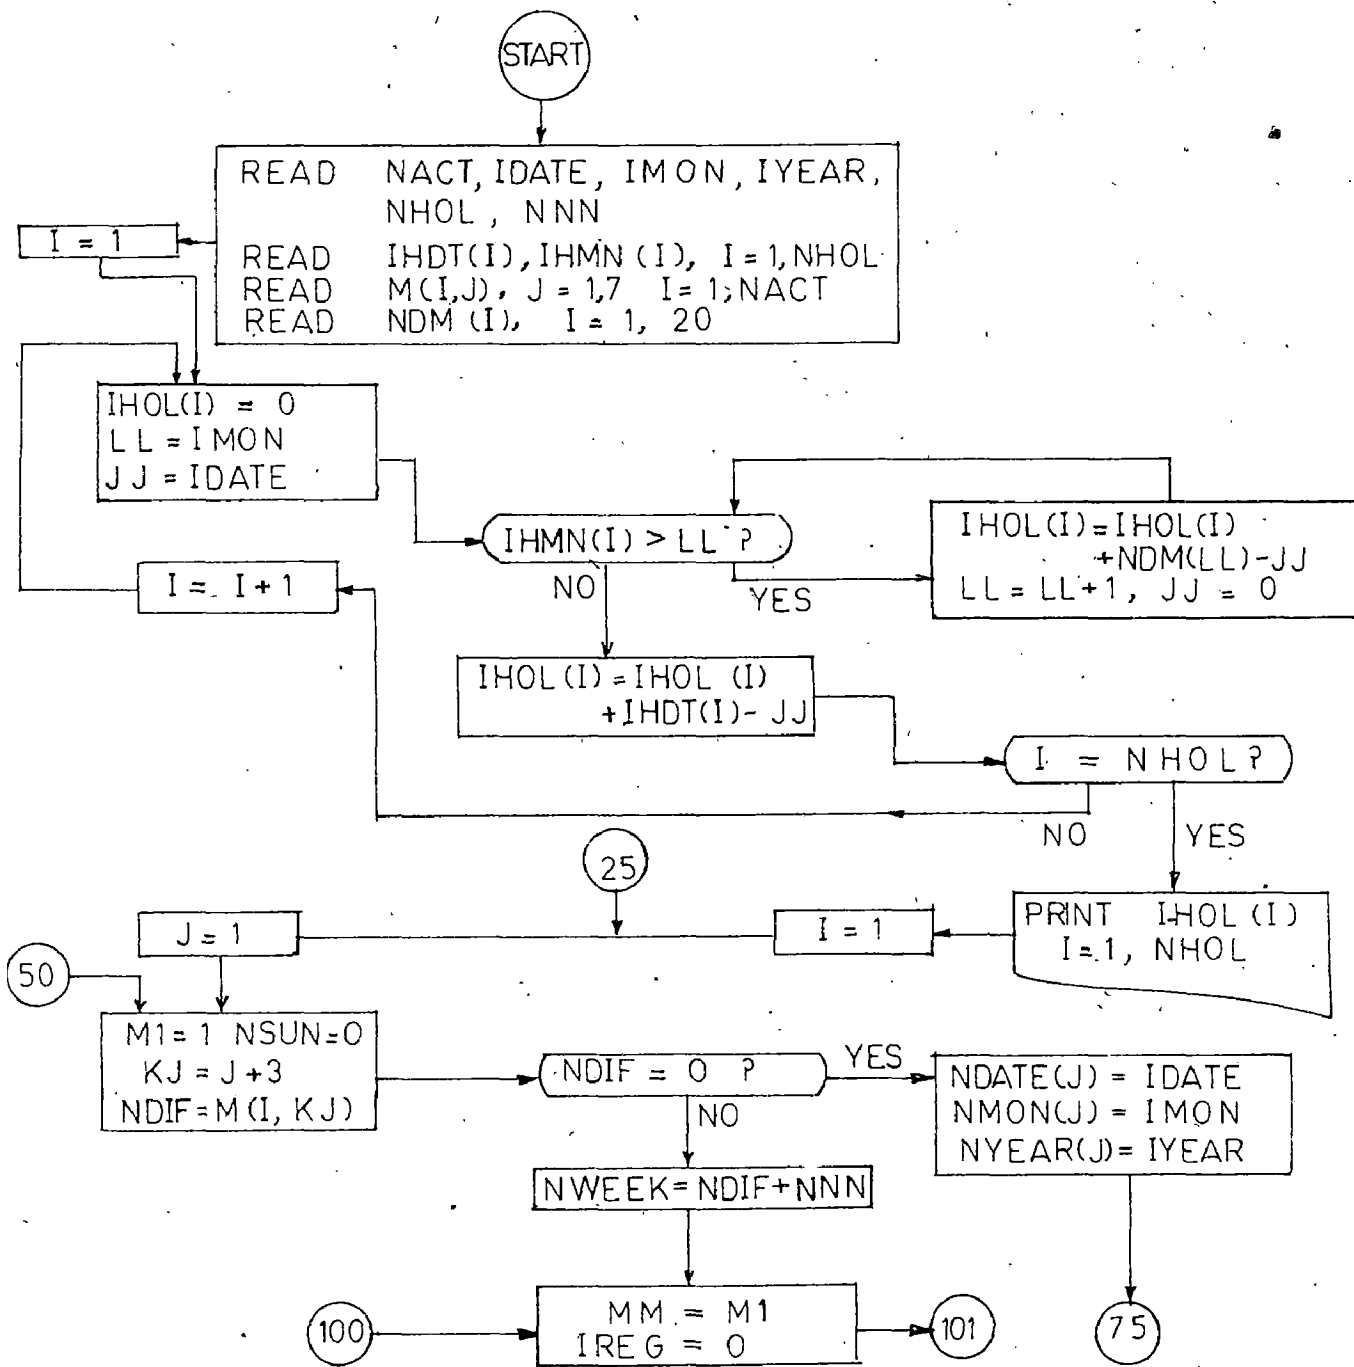 START
READ NACT, IDATE, IMON, IYEAR,
NHOL, NNN
READ IHDT(I), IHMN(I), I=1, NHOL
READ M(I,J), J=1,7 I=1;NACT
READ NDM(I), I=1, 20
I = 1
IHOL(I) = 0
LL = IMON
JJ = IDATE
IHMN(I) > LL ?
IHOL(I)=IHOL(I)
+NDM(LL)-JJ
LL = LL+1, JJ = 0
I = I+1
NO
YES
IHOL(I)=IHOL(I)
+IHDT(I)-JJ
I = NHOL?
NO
YES
25
PRINT IHOL(I)
I=1, NHOL
I = 1
J=1
50
M1=1 NSUN=0
KJ = J+3
NDIF=M(I,KJ)
NDIF = 0 ?
YES
NO
NDATE(J) = IDATE
NMON(J) = IMON
NYEAR(J)= IYEAR
NWEEK=NDIF+NNN
100
MM = M1
IREG = 0
101
75